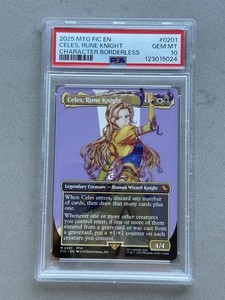 2025 MTG FIC EN #0201
CELES, RUNE KNIGHT GEM MT
CHARACTER BORDERLESS 10
PSA 123015024
Celes, Rune Knight
Legendary Creature — Human Wizard Knight
When Celes enters, discard any number of cards, then draw that many cards plus one.
Whenever one or more other creatures you control enter, if one or more of them entered from a graveyard or was cast from a graveyard, put a +1/+1 counter on each creature you control.
4/4